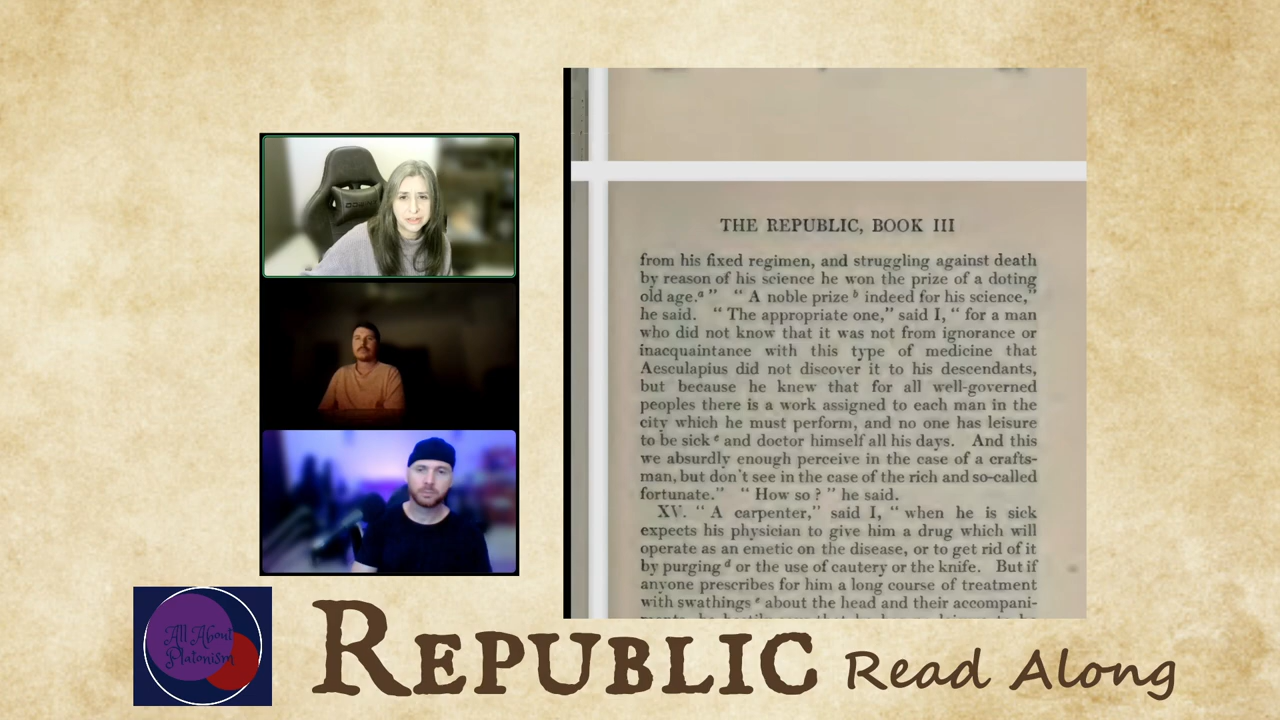 THE REPUBLIC, BOOK III
from his fixed regimen, and struggling against death
by reason of his science he won the prize of a doting
old age.ᵃ” “ A noble prize ᵇ indeed for his science,”
he said. “ The appropriate one,” said I, “ for a man
who did not know that it was not from ignorance or
inacquaintance with this type of medicine that
Aesculapius did not discover it to his descendants,
but because he knew that for all well-governed
peoples there is a work assigned to each man in the
city which he must perform, and no one has leisure
to be sick ᶜ and doctor himself all his days. And this
we absurdly enough perceive in the case of a crafts-
man, but don’t see in the case of the rich and so-called
fortunate.” “ How so ? ” he said.
XV. “ A carpenter,” said I, “ when he is sick
expects his physician to give him a drug which will
operate as an emetic on the disease, or to get rid of it
by purging ᵈ or the use of cautery or the knife. But if
anyone prescribes for him a long course of treatment
with swathings ᵉ about the head and their accompani-
All About
Platonism
REPUBLIC Read Along